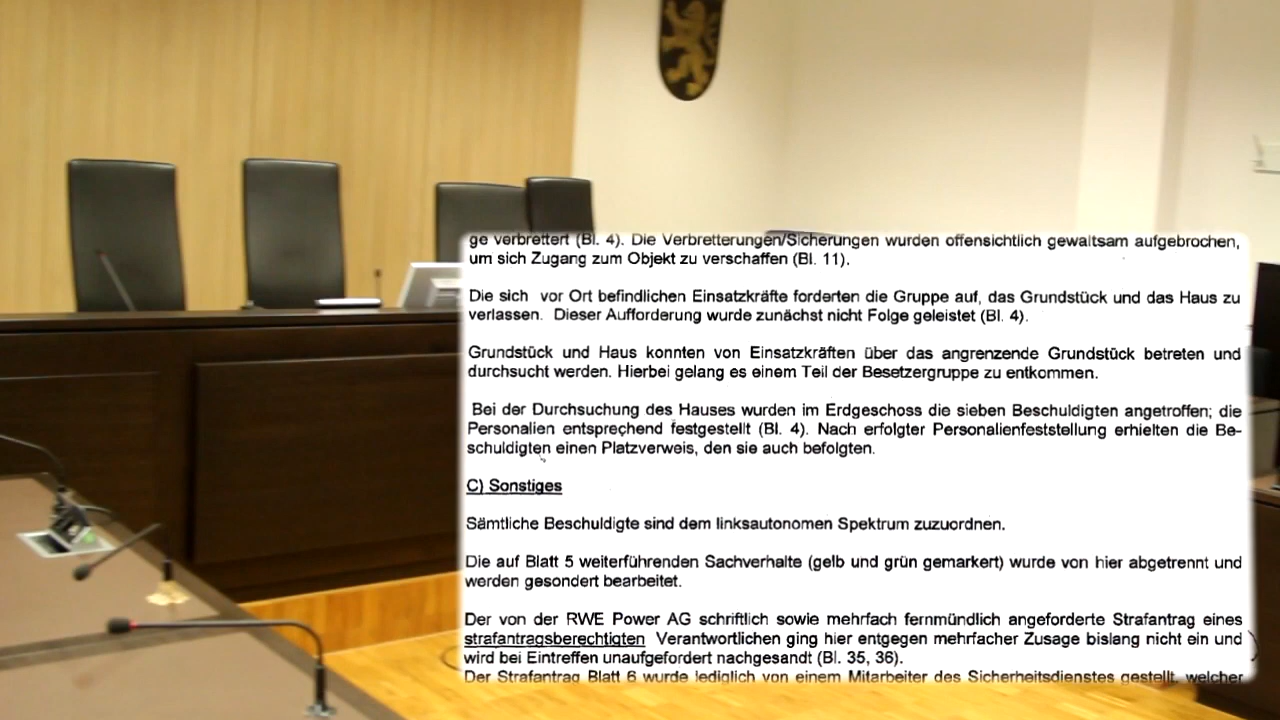 ge verbrettert (Bl. 4). Die Verbretterungen/Sicherungen wurden offensichtlich gewaltsam aufgebrochen,
um sich Zugang zum Objekt zu verschaffen (Bl. 11).
Die sich vor Ort befindlichen Einsatzkräfte forderten die Gruppe auf, das Grundstück und das Haus zu
verlassen. Dieser Aufforderung wurde zunächst nicht Folge geleistet (Bl. 4).
Grundstück und Haus konnten von Einsatzkräften über das angrenzende Grundstück betreten und
durchsucht werden. Hierbei gelang es einem Teil der Besetzergruppe zu entkommen.
Bei der Durchsuchung des Hauses wurden im Erdgeschoss die sieben Beschuldigten angetroffen; die
Personalien entsprechend festgestellt (Bl. 4). Nach erfolgter Personalienfeststellung erhielten die Be-
schuldigten einen Platzverweis, den sie auch befolgten.
C) Sonstiges
Sämtliche Beschuldigte sind dem linksautonomen Spektrum zuzuordnen.
Die auf Blatt 5 weiterführenden Sachverhalte (gelb und grün gemarkert) wurde von hier abgetrennt und
werden gesondert bearbeitet.
Der von der RWE Power AG schriftlich sowie mehrfach fernmündlich angeforderte Strafantrag eines
strafantragsberechtigten Verantwortlichen ging hier entgegen mehrfacher Zusage bislang nicht ein und
wird bei Eintreffen unaufgefordert nachgesandt (Bl. 35, 36).
Der Strafantrag Blatt 6 wurde lediglich von einem Mitarbeiter des Sicherheitsdienstes gestellt, welcher